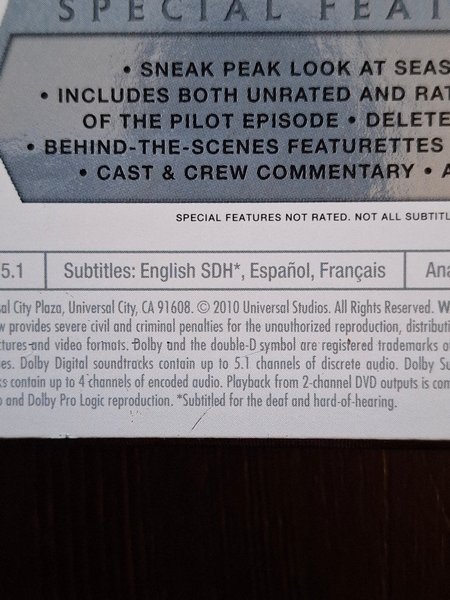 SPECIAL FEA
• SNEAK PEAK LOOK AT SEAS
• INCLUDES BOTH UNRATED AND RAT
OF THE PILOT EPISODE • DELETE
• BEHIND-THE-SCENES FEATURETTES
• CAST & CREW COMMENTARY • A
SPECIAL FEATURES NOT RATED. NOT ALL SUBTITL
5.1 Subtitles: English SDH*, Español, Français Ana
sal City Plaza, Universal City, CA 91608. © 2010 Universal Studios. All Rights Reserved. W
w provides severe civil and criminal penalties for the unauthorized reproduction, distributi
ctures and video formats. Dolby and the double-D symbol are registered trademarks o
ies. Dolby Digital soundtracks contain up to 5.1 channels of discrete audio. Dolby Su
ks contain up to 4 channels of encoded audio. Playback from 2-channel DVD outputs is com
o and Dolby Pro Logic reproduction. *Subtitled for the deaf and hard-of-hearing.